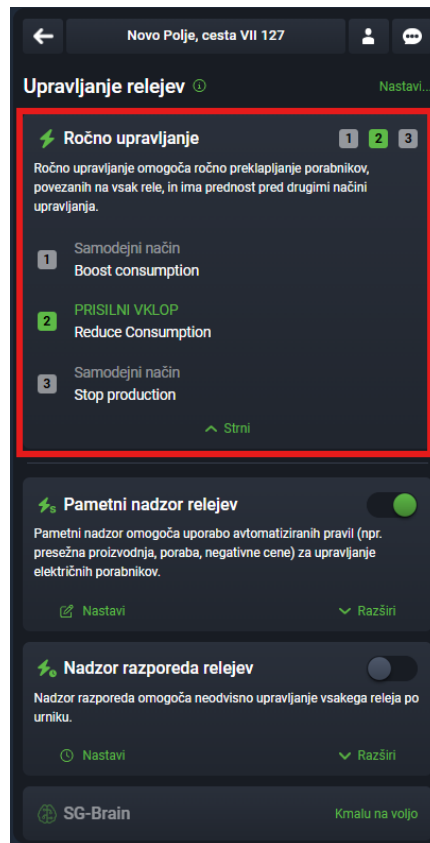 Novo Polje, cesta VII 127
Upravljanje relejev
Nastavi...
Ročno upravljanje
1 2 3
Ročno upravljanje omogoča ročno preklapljanje porabnikov,
povezanih na vsak rele, in ima prednost pred drugimi načini
upravljanja.
1
Samodejni način
Boost consumption
2
PRISILNI VKLOP
Reduce Consumption
3
Samodejni način
Stop production
Strni
Pametni nadzor relejev
Pametni nadzor omogoča uporabo avtomatiziranih pravil (npr.
presežna proizvodnja, poraba, negativne cene) za upravljanje
električnih porabnikov.
Nastavi
Razširi
Nadzor razporeda relejev
Nadzor razporeda omogoča neodvisno upravljanje vsakega releja po
urniku.
Nastavi
Razširi
SG-Brain
Kmalu na voljo